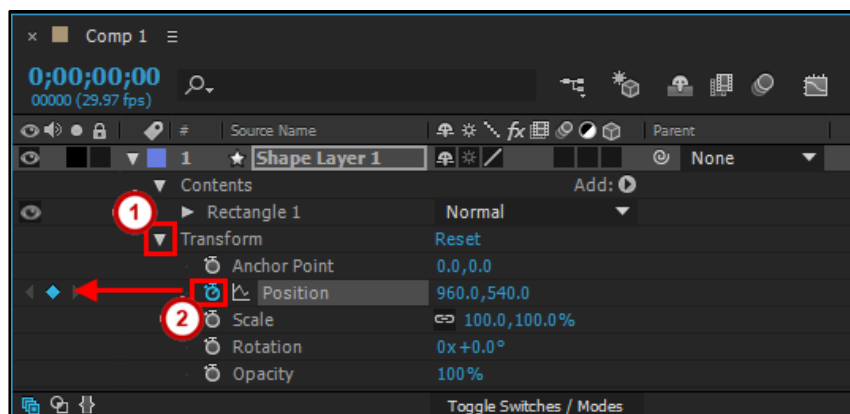 × Comp 1 ≡
0;00;00;00
00000 (29.97 fps)
# Source Name fx Parent
1 Shape Layer 1 None
Contents Add:
1 Rectangle 1 Normal
Transform Reset
Anchor Point 0.0,0.0
Position 960.0,540.0
2 Scale 100.0,100.0%
Rotation 0x+0.0°
Opacity 100%
Toggle Switches / Modes